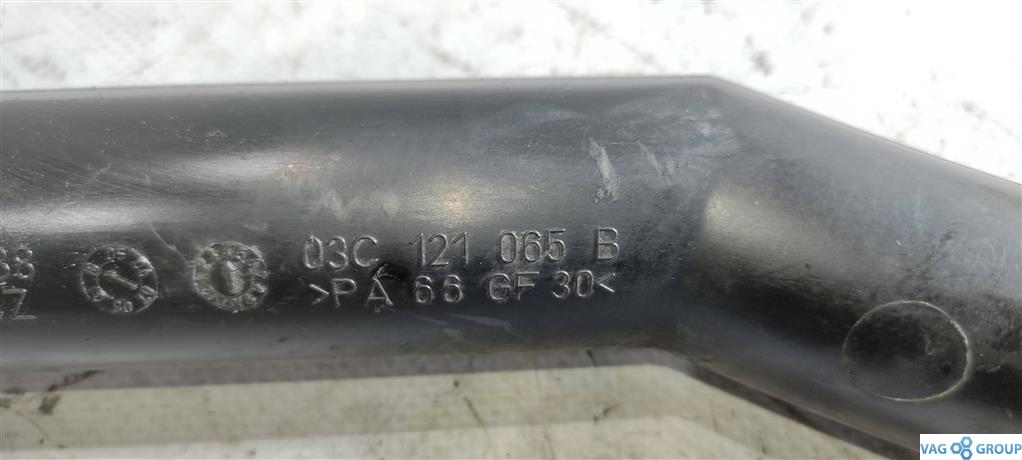 03C 121 065 B
>PA 66 GF 30<
VAG GROUP